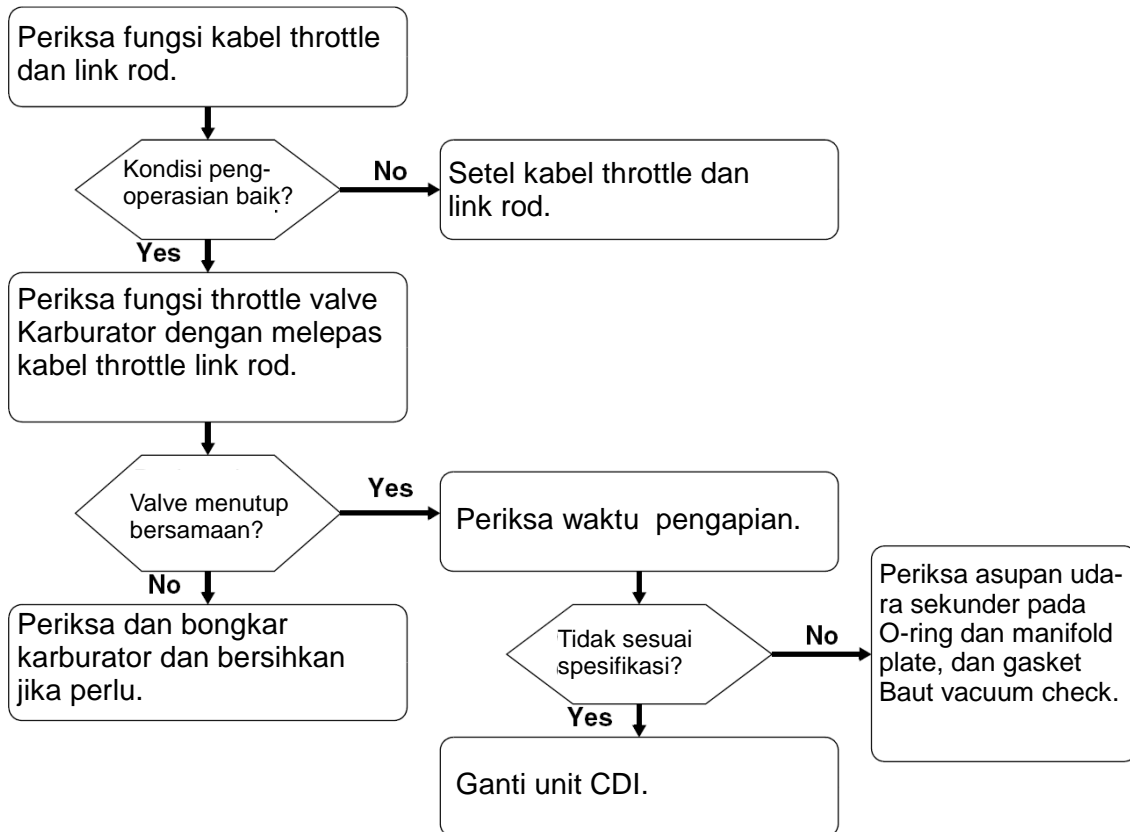 Periksa fungsi kabel throttle
dan link rod.
Kondisi peng-
operasian baik?
No
Setel kabel throttle dan
link rod.
Yes
Periksa fungsi throttle valve
Karburator dengan melepas
kabel throttle link rod.
Valve menutup
bersamaan?
Yes
Periksa waktu pengapian.
No
Periksa dan bongkar
karburator dan bersihkan
jika perlu.
Tidak sesuai
spesifikasi?
No
Periksa asupan uda-
ra sekunder pada
O-ring dan manifold
plate, dan gasket
Baut vacuum check.
Yes
Ganti unit CDI.